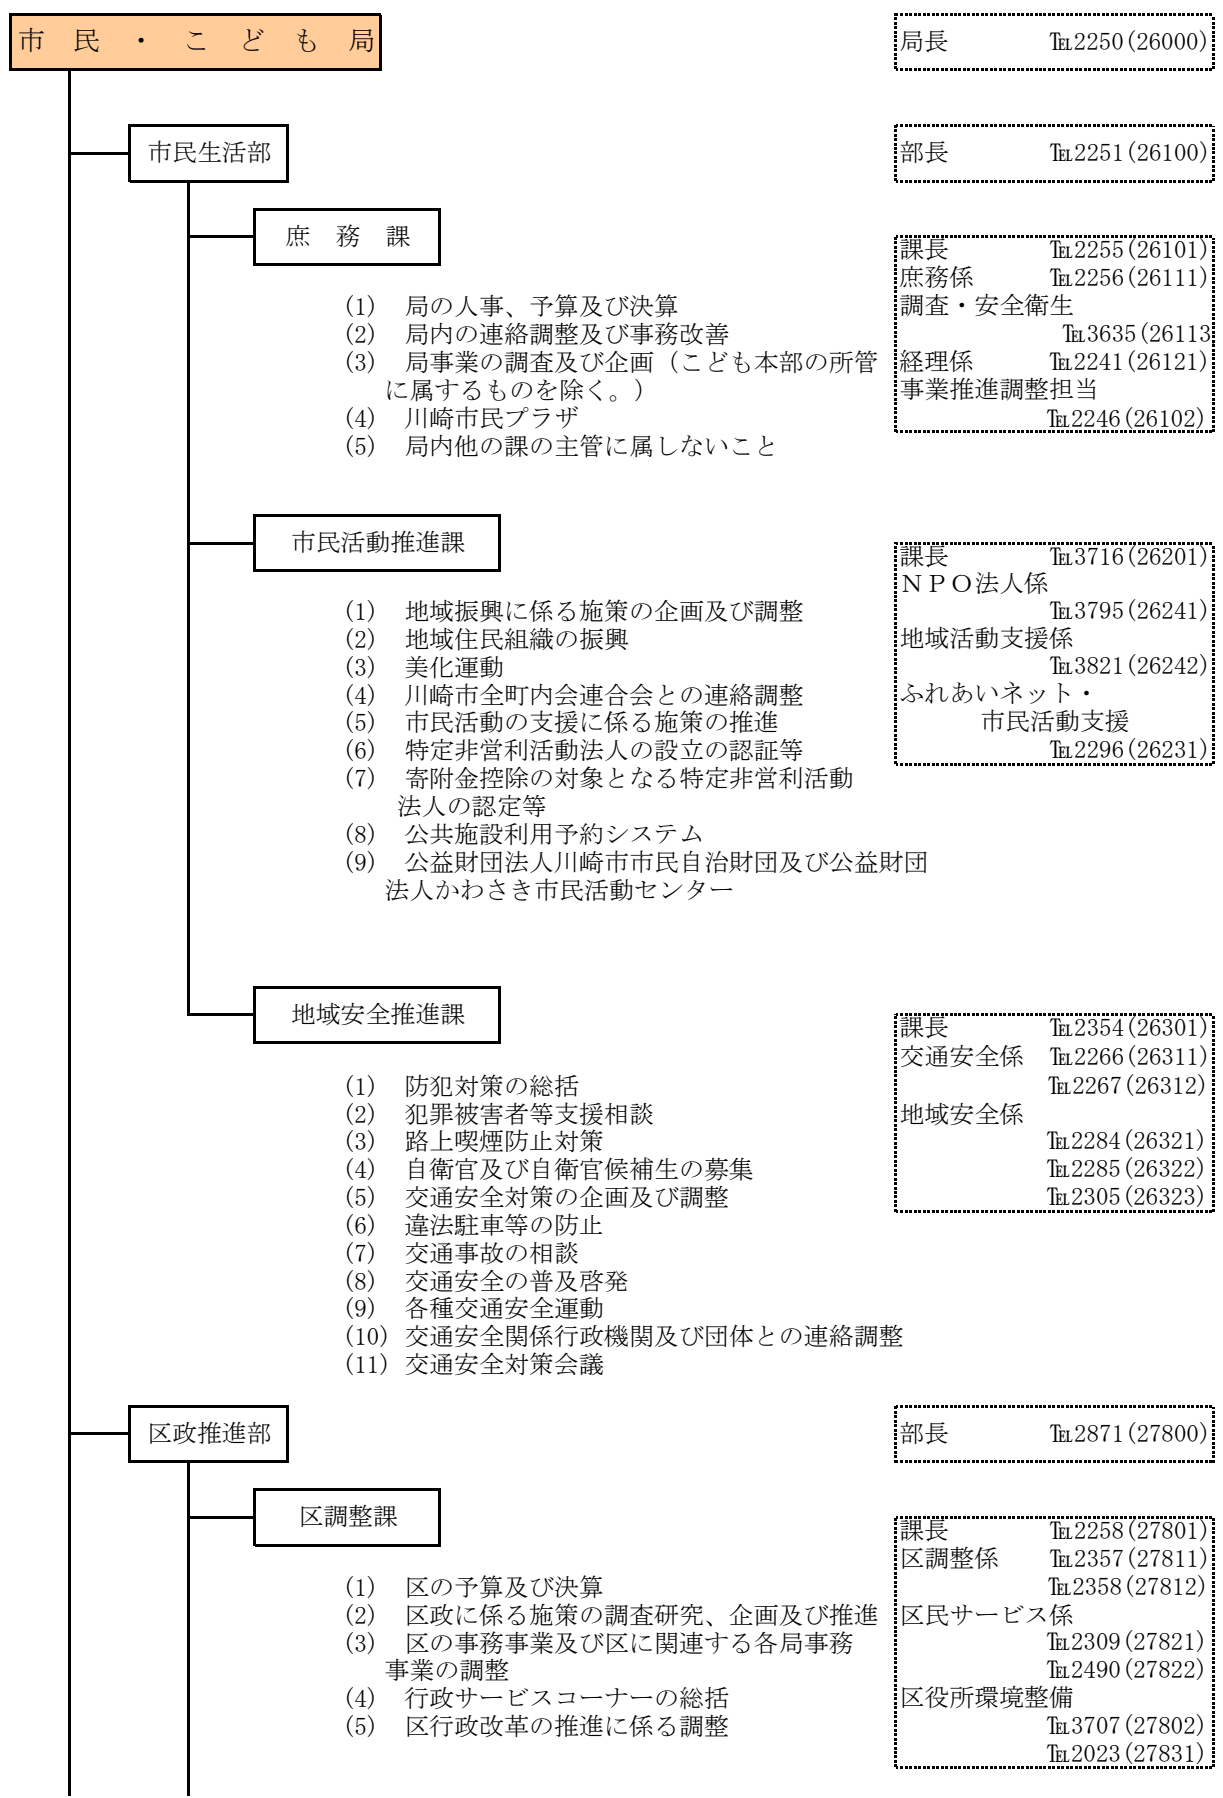 市　民　・　こ　ど　も　局
局長　℡2250(26000)
市民生活部
部長　℡2251(26100)
庶　務　課
(1)　局の人事、予算及び決算
(2)　局内の連絡調整及び事務改善
(3)　局事業の調査及び企画（こども本部の所管
に属するものを除く。）
(4)　川崎市民プラザ
(5)　局内他の課の主管に属しないこと
課長　℡2255(26101)
庶務係　℡2256(26111)
調査・安全衛生
℡3635(26113
経理係　℡2241(26121)
事業推進調整担当
℡2246(26102)
市民活動推進課
(1)　地域振興に係る施策の企画及び調整
(2)　地域住民組織の振興
(3)　美化運動
(4)　川崎市全町内会連合会との連絡調整
(5)　市民活動の支援に係る施策の推進
(6)　特定非営利活動法人の設立の認証等
(7)　寄附金控除の対象となる特定非営利活動
法人の認定等
(8)　公共施設利用予約システム
(9)　公益財団法人川崎市市民自治財団及び公益財団
法人かわさき市民活動センター
課長　℡3716(26201)
ＮＰＯ法人係
℡3795(26241)
地域活動支援係
℡3821(26242)
ふれあいネット・
市民活動支援
℡2296(26231)
地域安全推進課
(1)　防犯対策の総括
(2)　犯罪被害者等支援相談
(3)　路上喫煙防止対策
(4)　自衛官及び自衛官候補生の募集
(5)　交通安全対策の企画及び調整
(6)　違法駐車等の防止
(7)　交通事故の相談
(8)　交通安全の普及啓発
(9)　各種交通安全運動
(10)　交通安全関係行政機関及び団体との連絡調整
(11)　交通安全対策会議
課長　℡2354(26301)
交通安全係　℡2266(26311)
℡2267(26312)
地域安全係
℡2284(26321)
℡2285(26322)
℡2305(26323)
区政推進部
部長　℡2871(27800)
区調整課
(1)　区の予算及び決算
(2)　区政に係る施策の調査研究、企画及び推進
(3)　区の事務事業及び区に関連する各局事務
事業の調整
(4)　行政サービスコーナーの総括
(5)　区行政改革の推進に係る調整
課長　℡2258(27801)
区調整係　℡2357(27811)
℡2358(27812)
区民サービス係
℡2309(27821)
℡2490(27822)
区役所環境整備
℡3707(27802)
℡2023(27831)